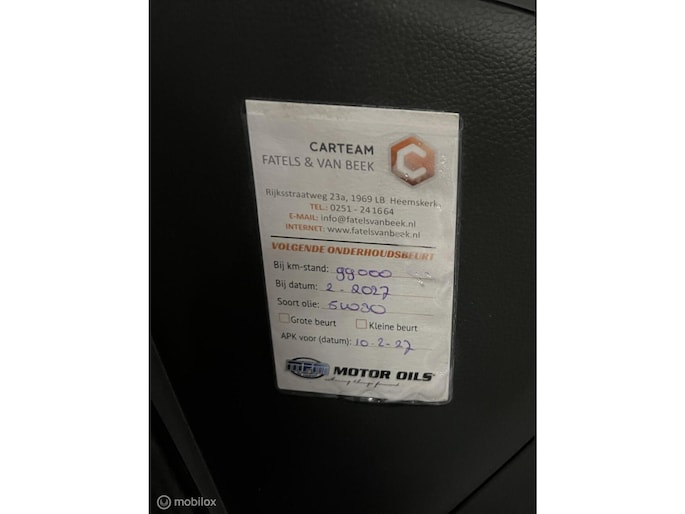 CARTEAM
FATELS & VAN BEEK
C
Rijksstraatweg 23a, 1969 LB Heemskerk
TEL.: 0251 - 241664
E-MAIL: info@fatelsvanbeek.nl
INTERNET: www.fatelsvanbeek.nl
VOLGENDE ONDERHOUDSBEURT
Bij km-stand: 99000
Bij datum: 2-2027
Soort olie: 5W030
Grote beurt Kleine beurt
APK voor (datum): 10-2-27
MPM MOTOR OILS
mobilox